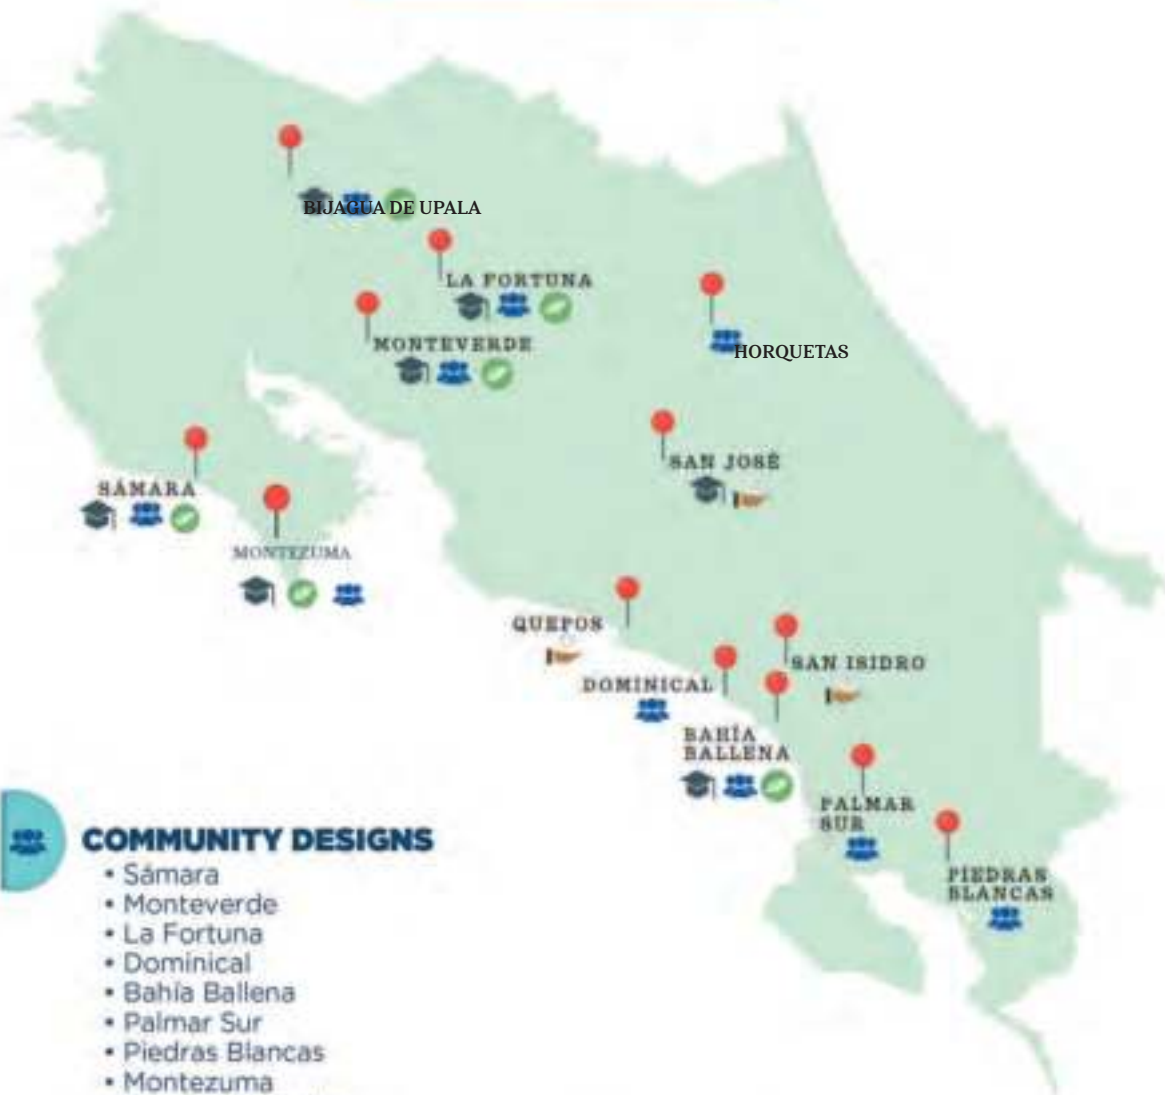 BIJAGUA DE UPALA
LA FORTUNA
MONTEVERDE
HORQUETAS
SAN JOSÉ
SÁMARA
MONTEZUMA
QUEPOS
SAN ISIDRO
DOMINICAL
BAHÍA
BALLENA
PALMAR
SUR
PIEDRAS
BLANCAS
COMMUNITY DESIGNS
• Sámara
• Monteverde
• La Fortuna
• Dominical
• Bahía Ballena
• Palmar Sur
• Piedras Blancas
• Montezuma